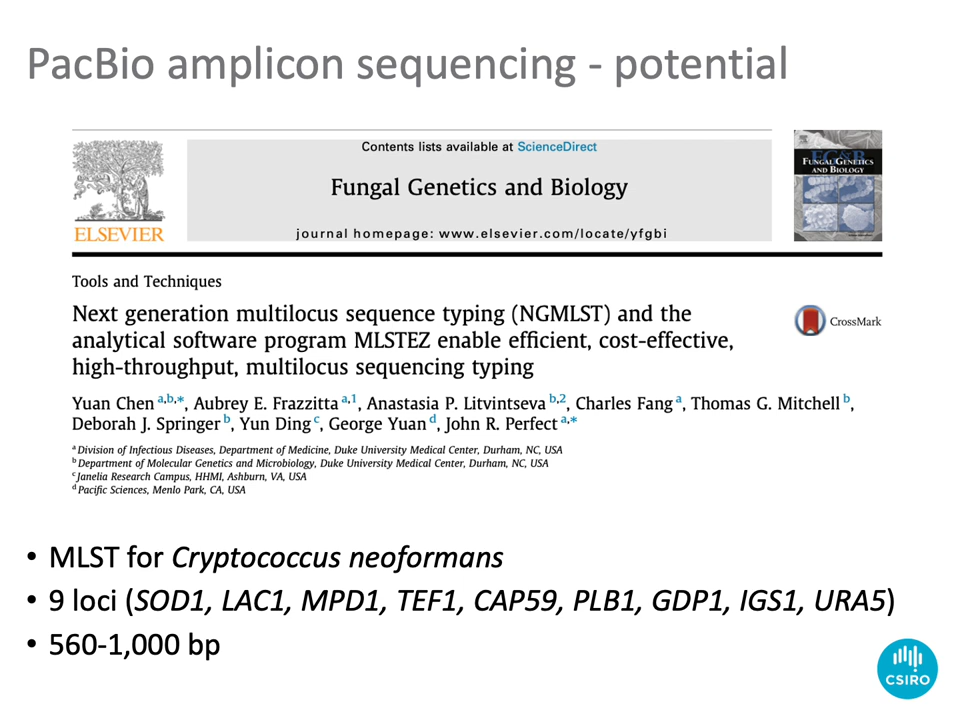 PacBio amplicon sequencing - potential
Contents lists available at ScienceDirect
Fungal Genetics and Biology
journal homepage: www.elsevier.com/locate/yfgbi
ELSEVIER
FG&B
FUNGAL GENETICS
AND BIOLOGY
Tools and Techniques
Next generation multilocus sequence typing (NGMLST) and the
analytical software program MLSTEZ enable efficient, cost-effective,
high-throughput, multilocus sequencing typing
CrossMark
Yuan Chen a,b,*, Aubrey E. Frazzitta a,1, Anastasia P. Litvintseva b,2, Charles Fang a, Thomas G. Mitchell b,
Deborah J. Springer b, Yun Ding c, George Yuan d, John R. Perfect a,*
a Division of Infectious Diseases, Department of Medicine, Duke University Medical Center, Durham, NC, USA
b Department of Molecular Genetics and Microbiology, Duke University Medical Center, Durham, NC, USA
c Janelia Research Campus, HHMI, Ashburn, VA, USA
d Pacific Sciences, Menlo Park, CA, USA
• MLST for Cryptococcus neoformans
• 9 loci (SOD1, LAC1, MPD1, TEF1, CAP59, PLB1, GDP1, IGS1, URA5)
• 560-1,000 bp
CSIRO